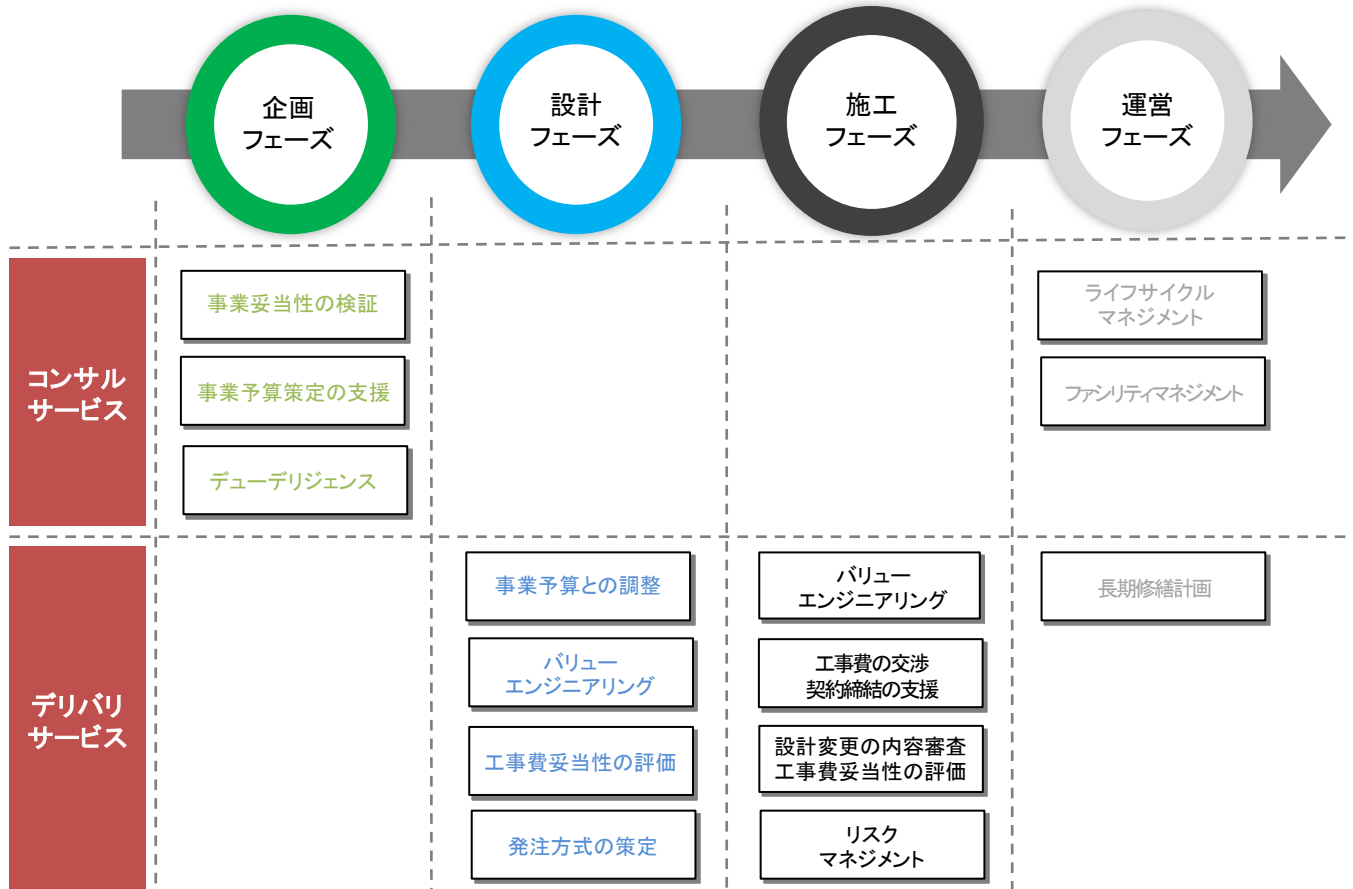 企画
フェーズ
設計
フェーズ
施工
フェーズ
運営
フェーズ
コンサル
サービス
事業妥当性の検証
事業予算策定の支援
デューデリジェンス
ライフサイクル
マネジメント
ファシリティマネジメント
デリバリ
サービス
事業予算との調整
バリュー
エンジニアリング
工事費妥当性の評価
発注方式の策定
バリュー
エンジニアリング
工事費の交渉
契約締結の支援
設計変更の内容審査
工事費妥当性の評価
リスク
マネジメント
長期修繕計画